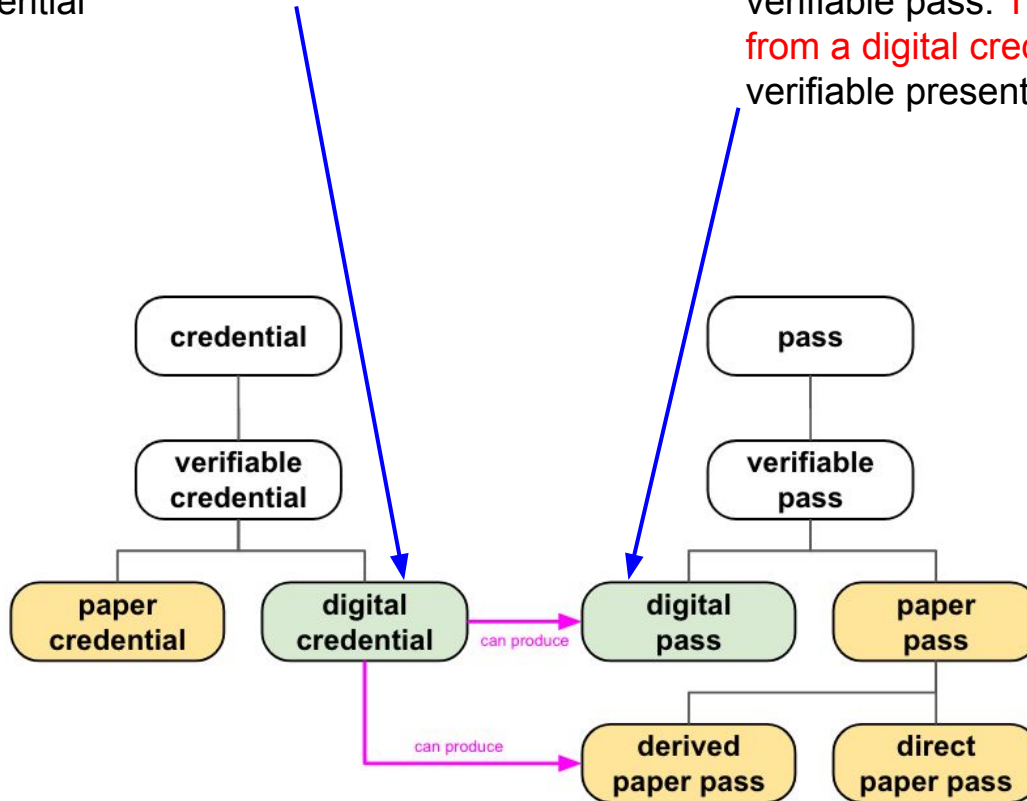 ential
verifiable pass.
from a digital cred
verifiable present
credential
pass
verifiable
credential
verifiable
pass
paper
credential
digital
credential
can produce
digital
pass
paper
pass
can produce
derived
paper pass
direct
paper pass